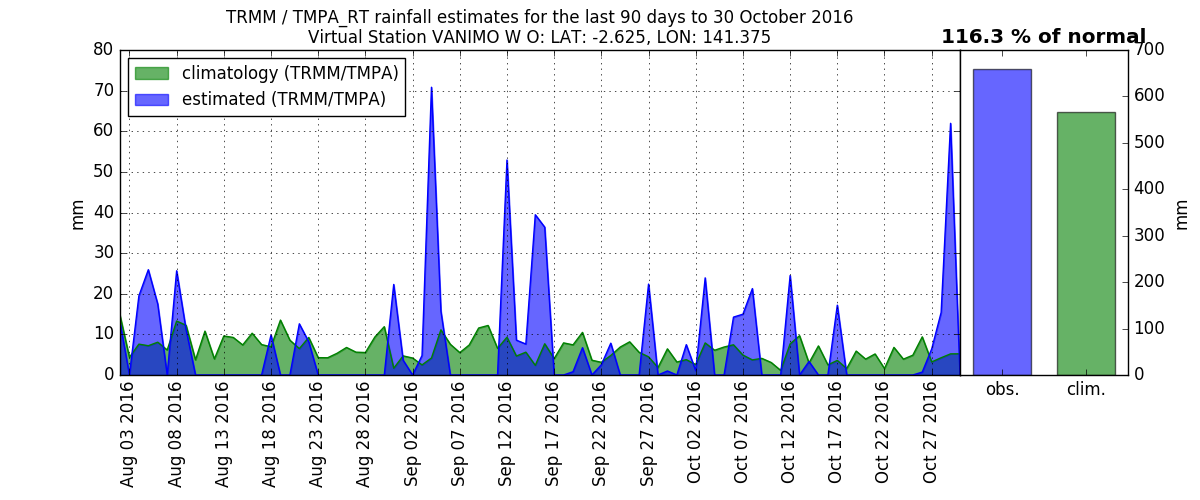 TRMM / TMPA_RT rainfall estimates for the last 90 days to 30 October 2016
Virtual Station VANIMO W O: LAT: -2.625, LON: 141.375
116.3 % of normal
climatology (TRMM/TMPA)
estimated (TRMM/TMPA)
80
70
60
50
40
30
20
10
0
mm
Aug 03 2016
Aug 08 2016
Aug 13 2016
Aug 18 2016
Aug 23 2016
Aug 28 2016
Sep 02 2016
Sep 07 2016
Sep 12 2016
Sep 17 2016
Sep 22 2016
Sep 27 2016
Oct 02 2016
Oct 07 2016
Oct 12 2016
Oct 17 2016
Oct 22 2016
Oct 27 2016
obs.
clim.
700
600
500
400
300
200
100
0
mm